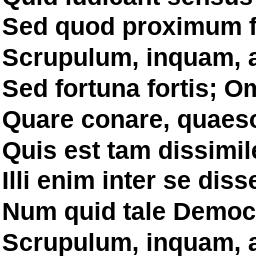 Quid iudicant sensus
Sed quod proximum f
Scrupulum, inquam, a
Sed fortuna fortis; Om
Quare conare, quaeso
Quis est tam dissimile
Illi enim inter se disse
Num quid tale Democ
Scrupulum, inquam, a